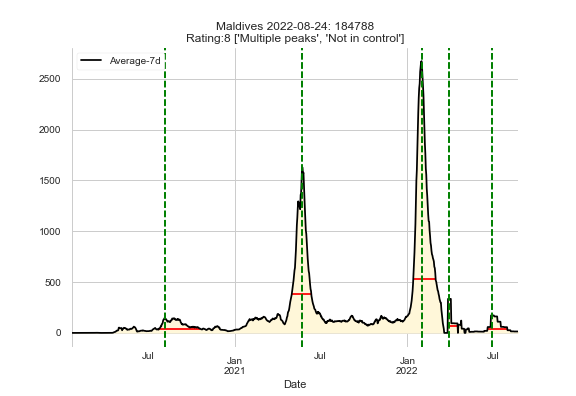 Maldives 2022-08-24: 184788
Rating:8 ['Multiple peaks', 'Not in control']
Average-7d
2500
2000
1500
1000
500
0
Jul
Jan
2021
Jul
Jan
2022
Jul
Date